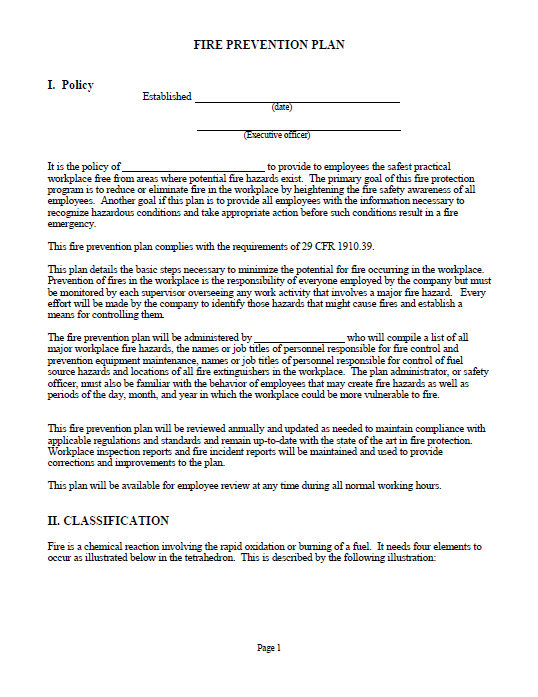 FIRE PREVENTION PLAN
I. Policy
Established
(date)
(Executive officer)
It is the policy of to provide to employees the safest practical
workplace free from areas where potential fire hazards exist. The primary goal of this fire protection
program is to reduce or eliminate fire in the workplace by heightening the fire safety awareness of all
employees. Another goal if this plan is to provide all employees with the information necessary to
recognize hazardous conditions and take appropriate action before such conditions result in a fire
emergency.
This fire prevention plan complies with the requirements of 29 CFR 1910.39.
This plan details the basic steps necessary to minimize the potential for fire occurring in the workplace.
Prevention of fires in the workplace is the responsibility of everyone employed by the company but must
be monitored by each supervisor overseeing any work activity that involves a major fire hazard. Every
effort will be made by the company to identify those hazards that might cause fires and establish a
means for controlling them.
The fire prevention plan will be administered by who will compile a list of all
major workplace fire hazards, the names or job titles of personnel responsible for fire control and
prevention equipment maintenance, names or job titles of personnel responsible for control of fuel
source hazards and locations of all fire extinguishers in the workplace. The plan administrator, or safety
officer, must also be familiar with the behavior of employees that may create fire hazards as well as
periods of the day, month, and year in which the workplace could be more vulnerable to fire.
This fire prevention plan will be reviewed annually and updated as needed to maintain compliance with
applicable regulations and standards and remain up-to-date with the state of the art in fire protection.
Workplace inspection reports and fire incident reports will be maintained and used to provide
corrections and improvements to the plan.
This plan will be available for employee review at any time during all normal working hours.
II. CLASSIFICATION
Fire is a chemical reaction involving the rapid oxidation or burning of a fuel. It needs four elements to
occur as illustrated below in the tetrahedron. This is described by the following illustration:
Page 1